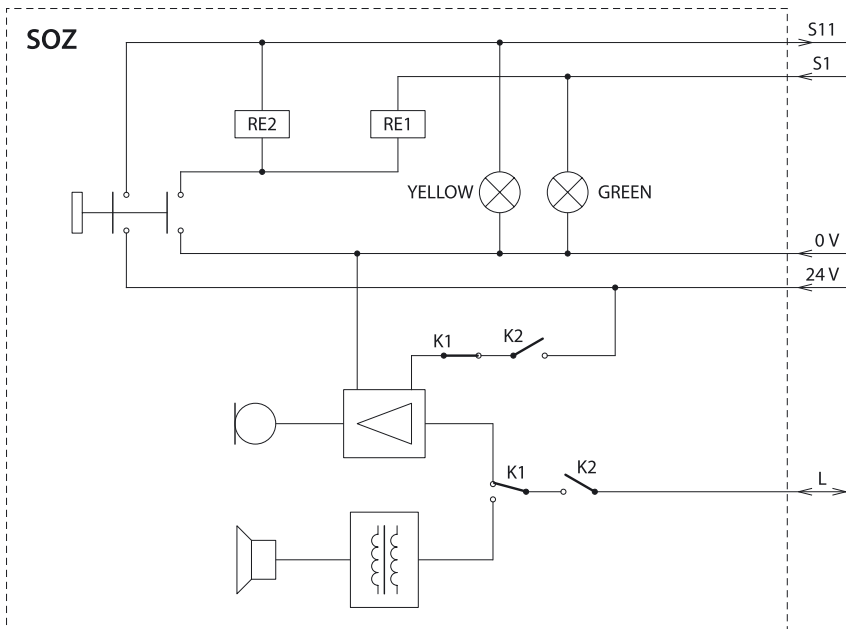 SOZ
S11
S1
RE2
RE1
YELLOW
GREEN
0 V
24 V
K1
K2
K1
K2
L